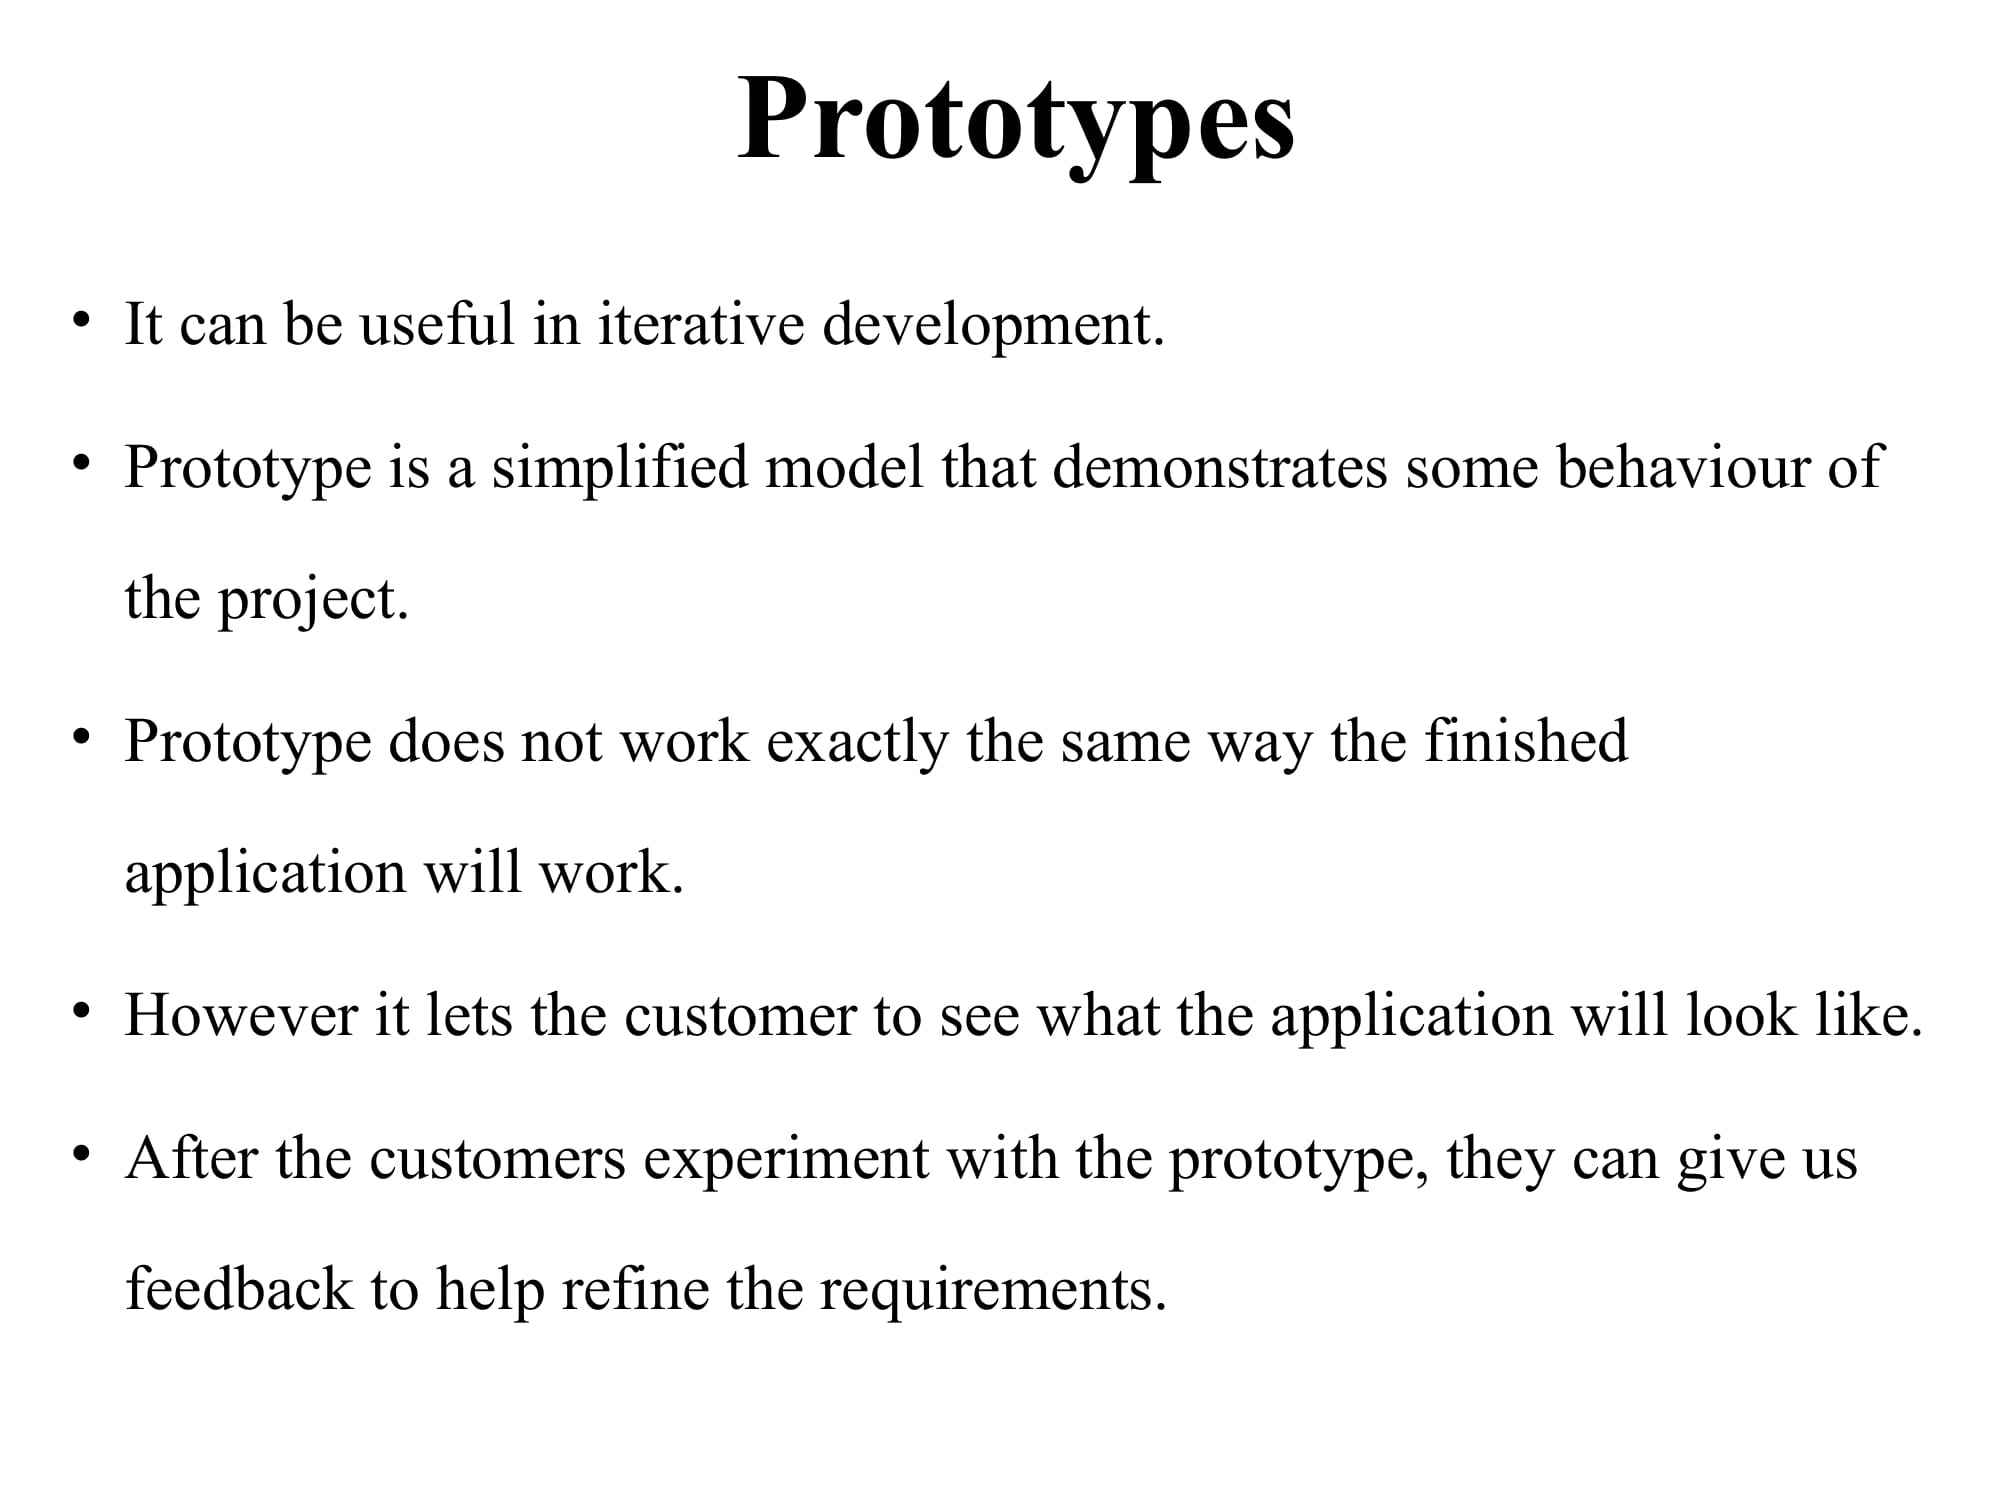 Prototypes
• It can be useful in iterative development.
• Prototype is a simplified model that demonstrates some behaviour of
the project.
• Prototype does not work exactly the same way the finished
application will work.
• However it lets the customer to see what the application will look like.
• After the customers experiment with the prototype, they can give us
feedback to help refine the requirements.